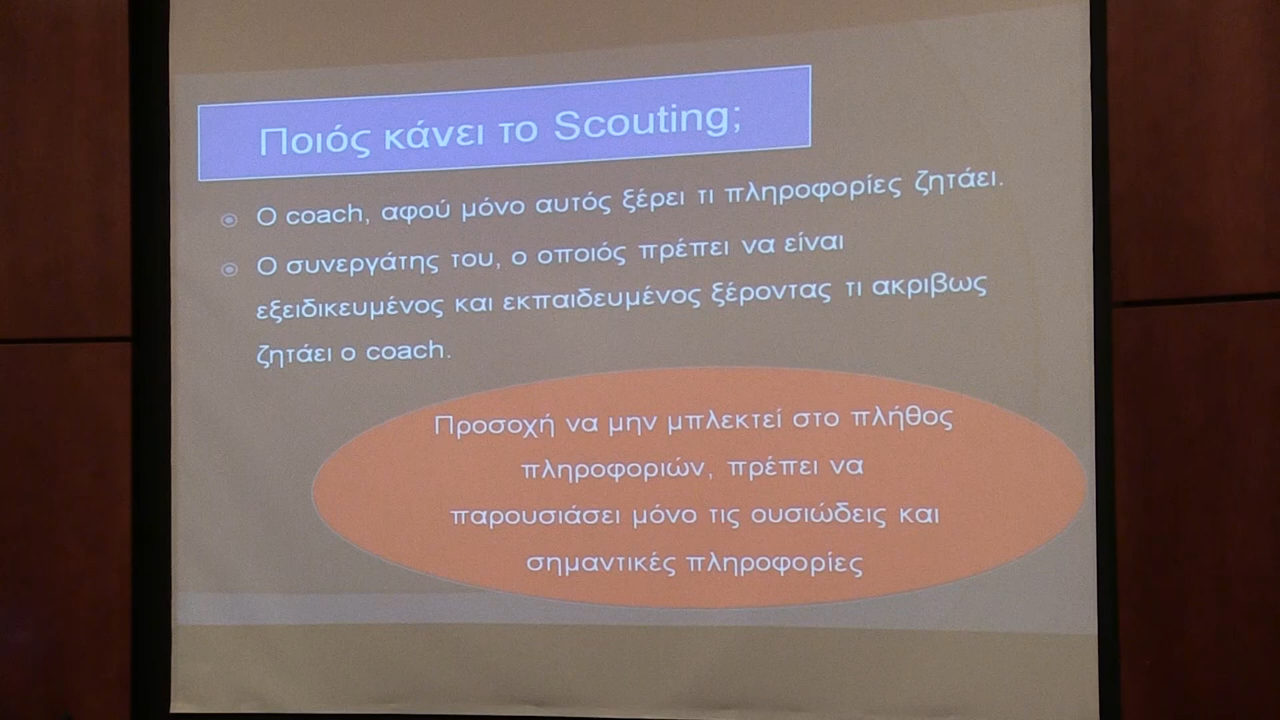 Ποιός κάνει το Scouting;
Ο coach, αφού μόνο αυτός ξέρει τι πληροφορίες ζητάει.
Ο συνεργάτης του, ο οποιός πρέπει να είναι
εξειδικευμένος και εκπαιδευμένος ξέροντας τι ακριβως
ζητάει ο coach.
Προσοχή να μην μπλεκτεί στο πλήθος
πληροφοριών, πρέπει να
παρουσιάσει μόνο τις ουσιώδεις και
σημαντικές πληροφορίες